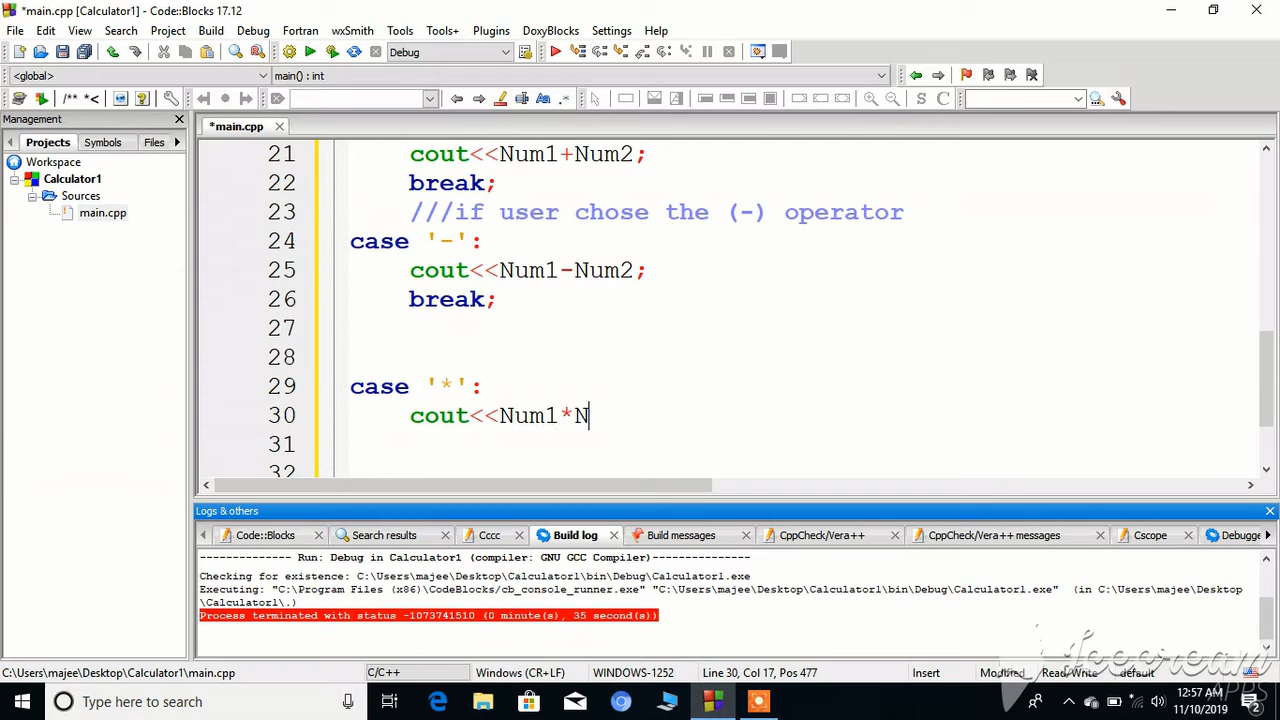 *main.cpp [Calculator1] - Code::Blocks 17.12
File Edit View Search Project Build Debug Fortran wxSmith Tools Tools+ Plugins DoxyBlocks Settings Help
Debug
<global> main() : int
/** *<
S C
Management
*main.cpp
Projects Symbols Files
Workspace
Calculator1
Sources
main.cpp
21 cout<<Num1+Num2;
22 break;
23 ///if user chose the (-) operator
24 case '-':
25 cout<<Num1-Num2;
26 break;
27
28
29 case '*':
30 cout<<Num1*N
31
32
Logs & others
Code::Blocks Search results Cccc Build log Build messages CppCheck/Vera++ CppCheck/Vera++ messages Cscope Debugge
-------------- Run: Debug in Calculator1 (compiler: GNU GCC Compiler)---------------
Checking for existence: C:\Users\majee\Desktop\Calculator1\bin\Debug\Calculator1.exe
Executing: "C:\Program Files (x86)\CodeBlocks/cb_console_runner.exe" "C:\Users\majee\Desktop\Calculator1\bin\Debug\Calculator1.exe" (in C:\Users\majee\Desktop
\Calculator1\.)
Process terminated with status -1073741510 (0 minute(s), 35 second(s))
C:\Users\majee\Desktop\Calculator1\main.cpp C/C++ Windows (CR+LF) WINDOWS-1252 Line 30, Col 17, Pos 477 Insert Modified Read/Write default
Icecream
APPS
Type here to search
12:57 AM
11/10/2019
2